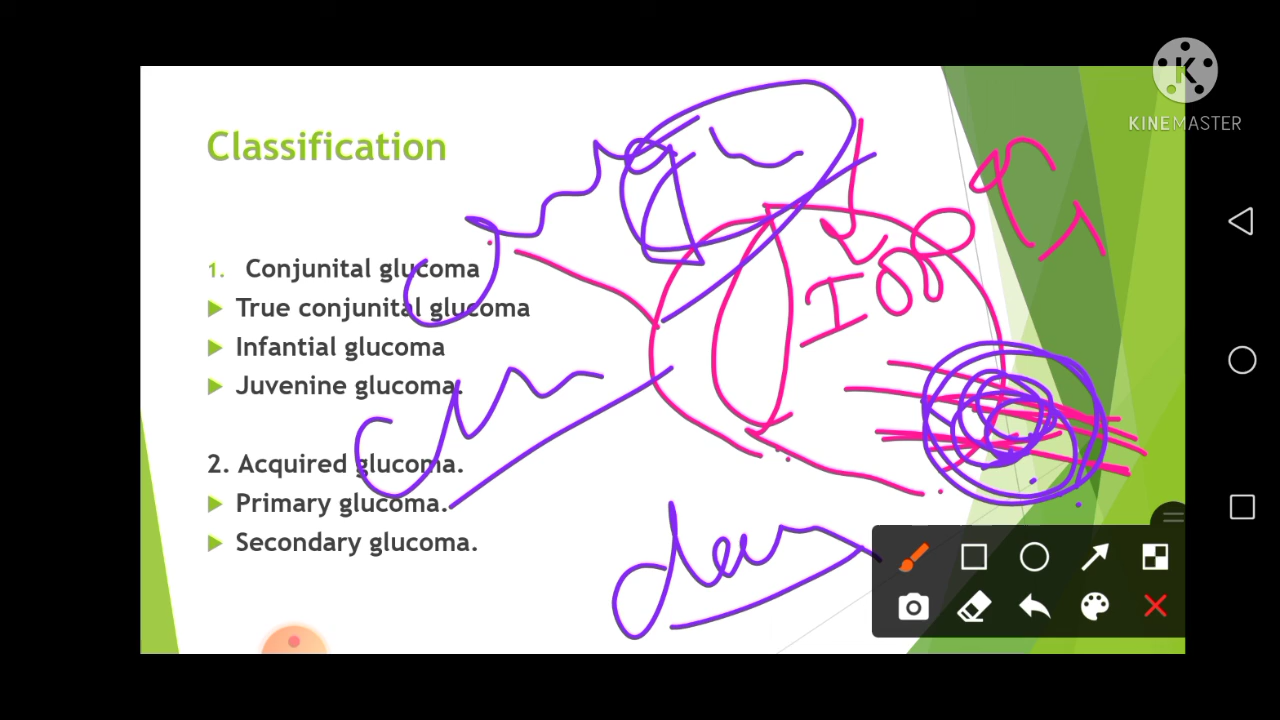 KINEMASTER
Classification
IOP
1. Conjunital glucoma
True conjunital glucoma
Infantial glucoma
Juvenine glucoma.
2. Acquired glucoma.
Primary glucoma.
Secondary glucoma.